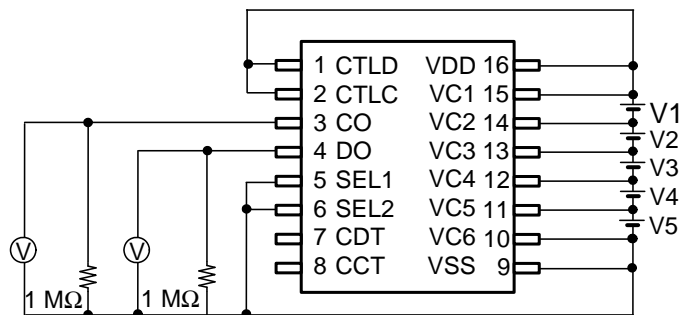 1 CTLD VDD 16
2 CTLC VC1 15
3 CO VC2 14
4 DO VC3 13
5 SEL1 VC4 12
6 SEL2 VC5 11
7 CDT VC6 10
8 CCT VSS 9
V1
V2
V3
V4
V5
V
V
1 MΩ
1 MΩ